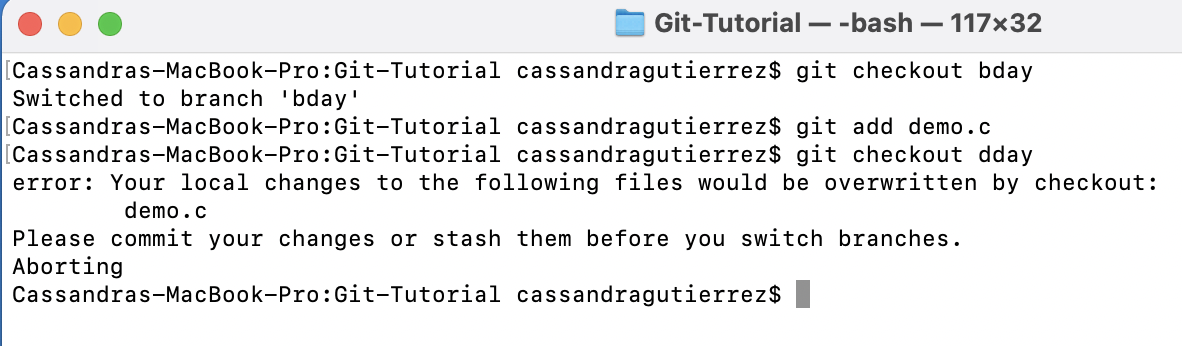 Git-Tutorial — -bash — 117×32
[Cassandras-MacBook-Pro:Git-Tutorial cassandragutierrez$ git checkout bday
Switched to branch 'bday'
[Cassandras-MacBook-Pro:Git-Tutorial cassandragutierrez$ git add demo.c
[Cassandras-MacBook-Pro:Git-Tutorial cassandragutierrez$ git checkout dday
error: Your local changes to the following files would be overwritten by checkout:
        demo.c
Please commit your changes or stash them before you switch branches.
Aborting
Cassandras-MacBook-Pro:Git-Tutorial cassandragutierrez$